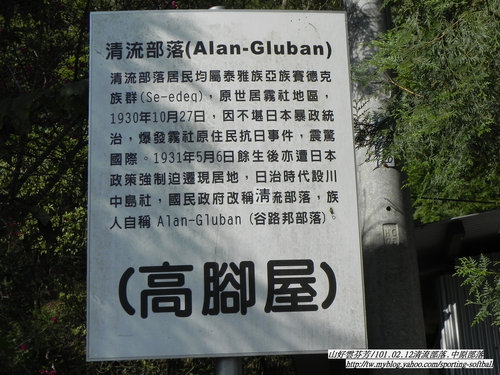 清流部落(Alan-Gluban)
清流部落居民均屬泰雅族亞族賽德克
族群(Se-edeq)，原世居霧社地區，
1930年10月27日，因不堪日本暴政統
治，爆發霧社原住民抗日事件，震驚
國際。1931年5月6日餘生後亦遭日本
政策強制迫遷現居地，日治時代設川
中島社，國民政府改稱清流部落，族
人自稱 Alan-Gluban (谷路邦部落)。
(高腳屋)
山好雲芬芳/101.02.12清流部落.中原部落
http://tw.myblog.yahoo.com/sporting-softball